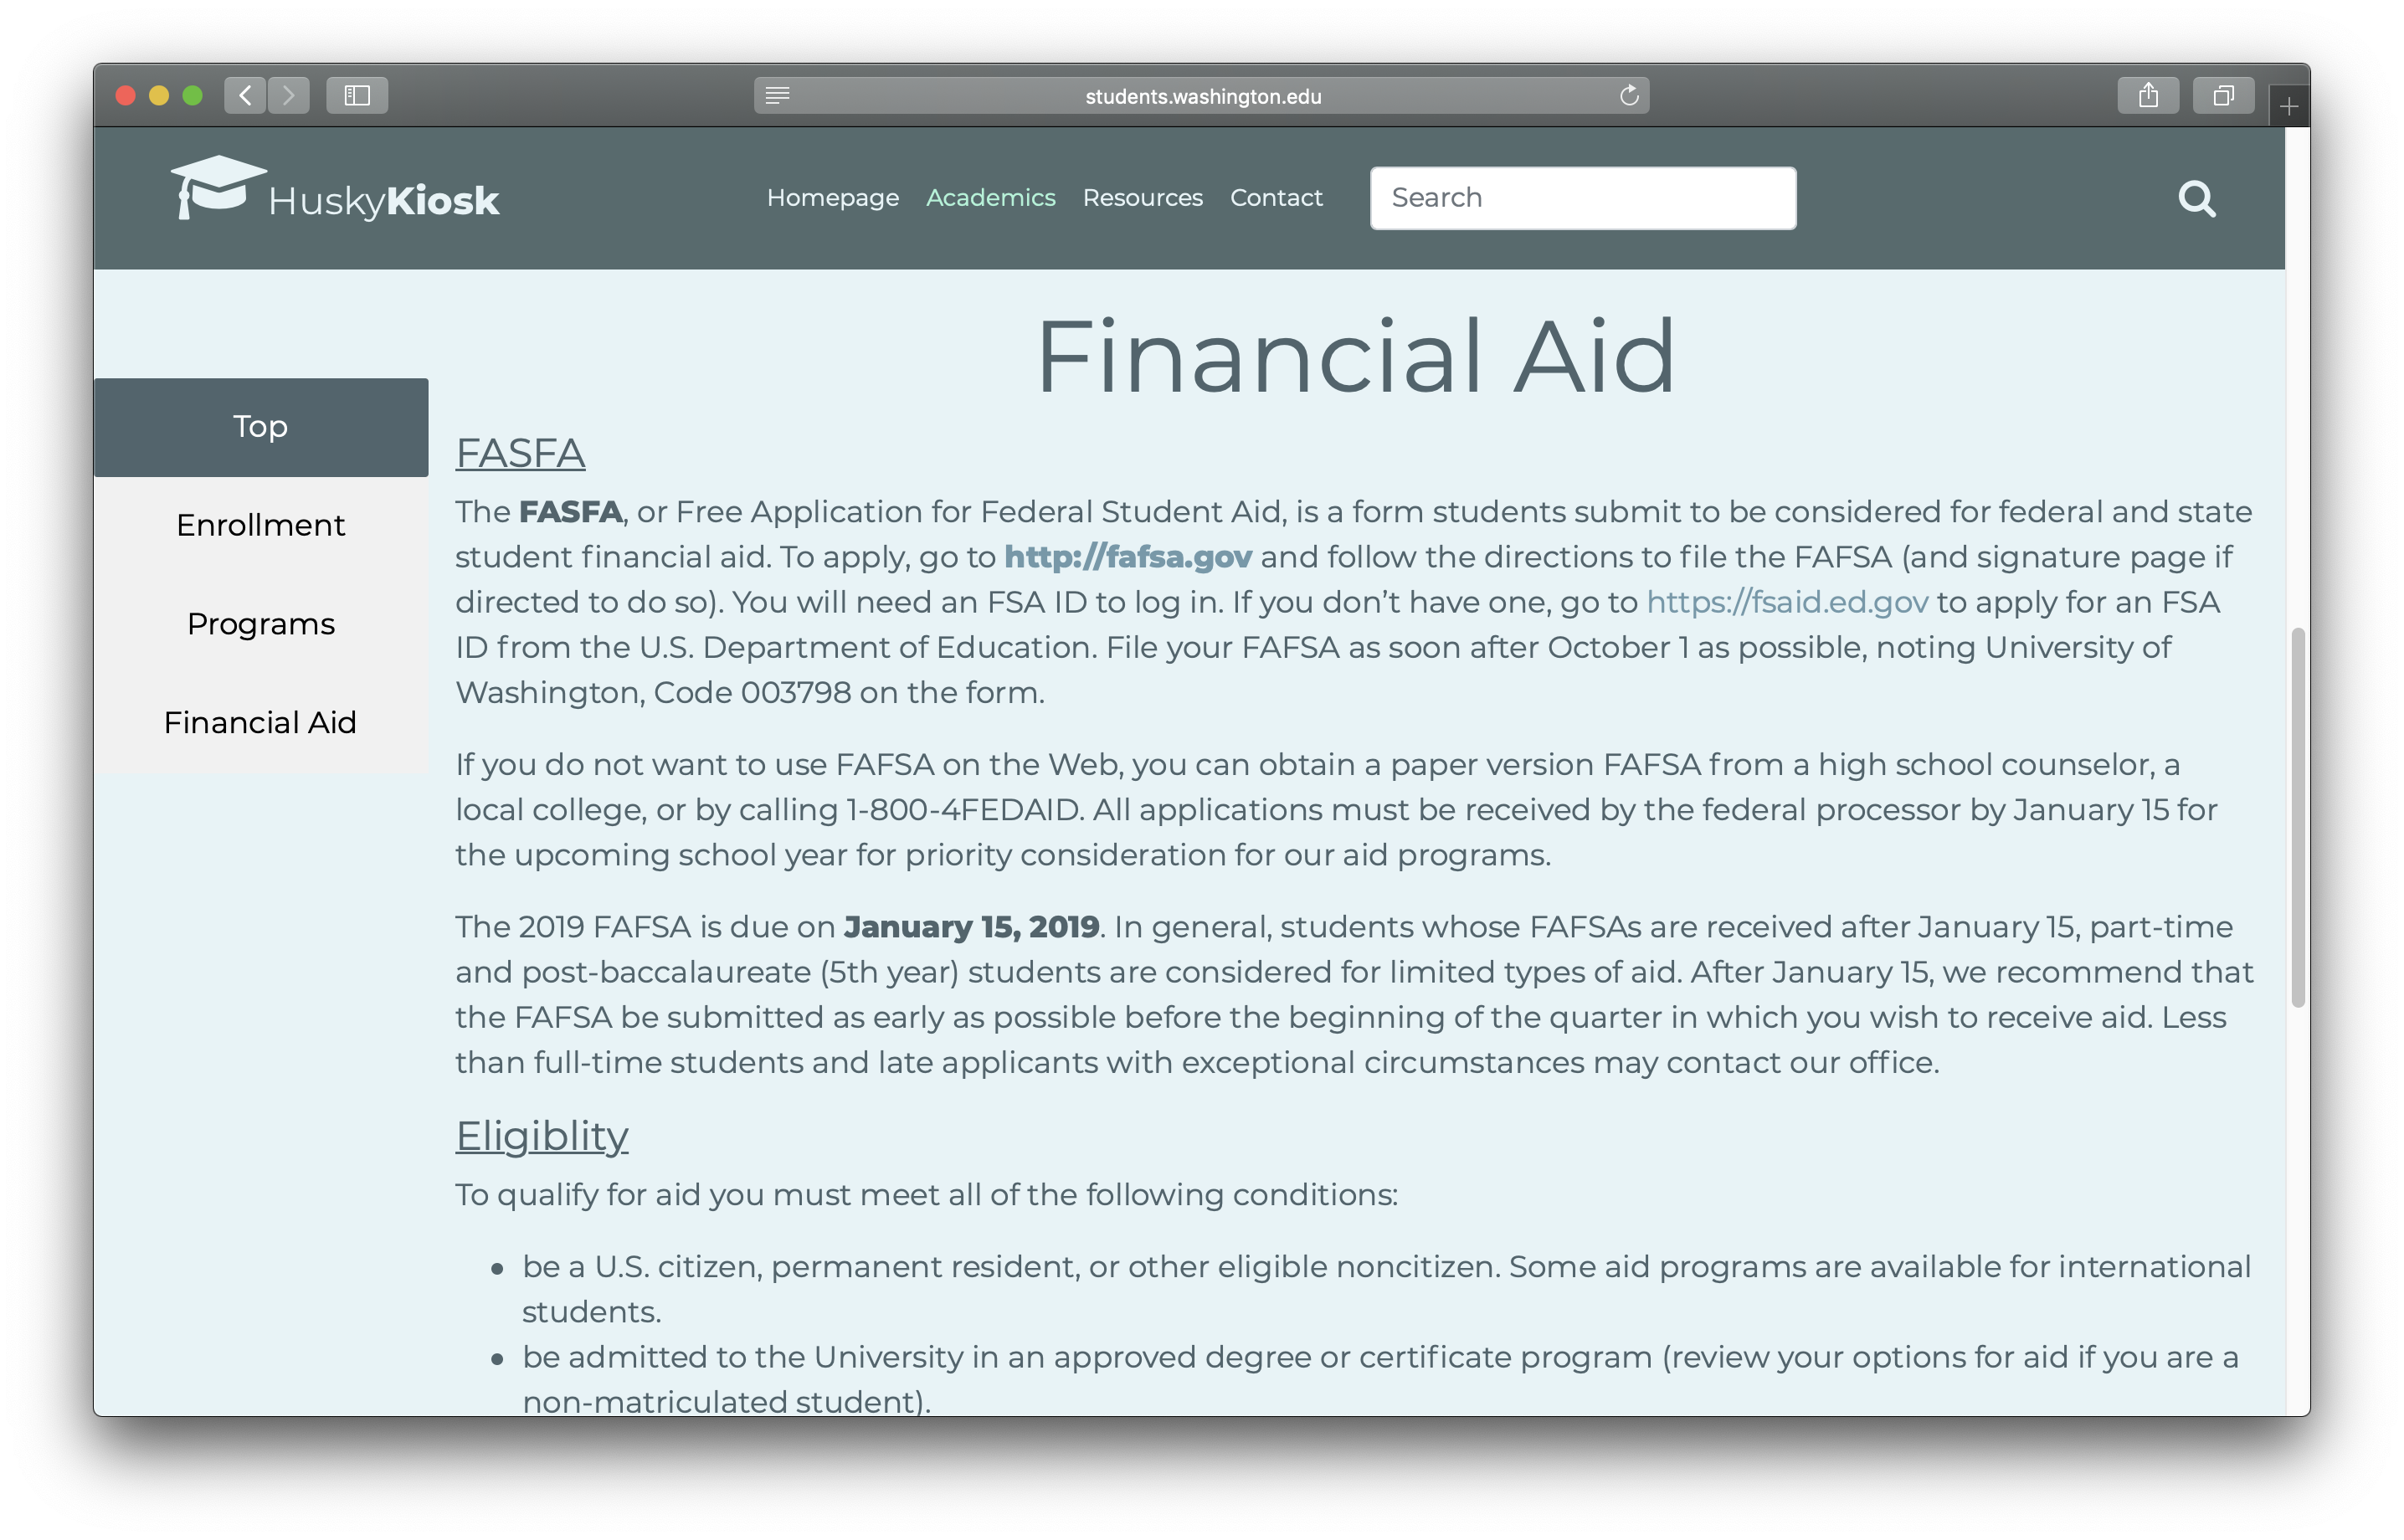 students.washington.edu
HuskyKiosk
Homepage Academics Resources Contact Search
Financial Aid
Top
Enrollment
Programs
Financial Aid
FASFA
The FASFA, or Free Application for Federal Student Aid, is a form students submit to be considered for federal and state
student financial aid. To apply, go to http://fafsa.gov and follow the directions to file the FAFSA (and signature page if
directed to do so). You will need an FSA ID to log in. If you don’t have one, go to https://fsaid.ed.gov to apply for an FSA
ID from the U.S. Department of Education. File your FAFSA as soon after October 1 as possible, noting University of
Washington, Code 003798 on the form.
If you do not want to use FAFSA on the Web, you can obtain a paper version FAFSA from a high school counselor, a
local college, or by calling 1-800-4FEDAID. All applications must be received by the federal processor by January 15 for
the upcoming school year for priority consideration for our aid programs.
The 2019 FAFSA is due on January 15, 2019. In general, students whose FAFSAs are received after January 15, part-time
and post-baccalaureate (5th year) students are considered for limited types of aid. After January 15, we recommend that
the FAFSA be submitted as early as possible before the beginning of the quarter in which you wish to receive aid. Less
than full-time students and late applicants with exceptional circumstances may contact our office.
Eligiblity
To qualify for aid you must meet all of the following conditions:
• be a U.S. citizen, permanent resident, or other eligible noncitizen. Some aid programs are available for international
students.
• be admitted to the University in an approved degree or certificate program (review your options for aid if you are a
non-matriculated student).